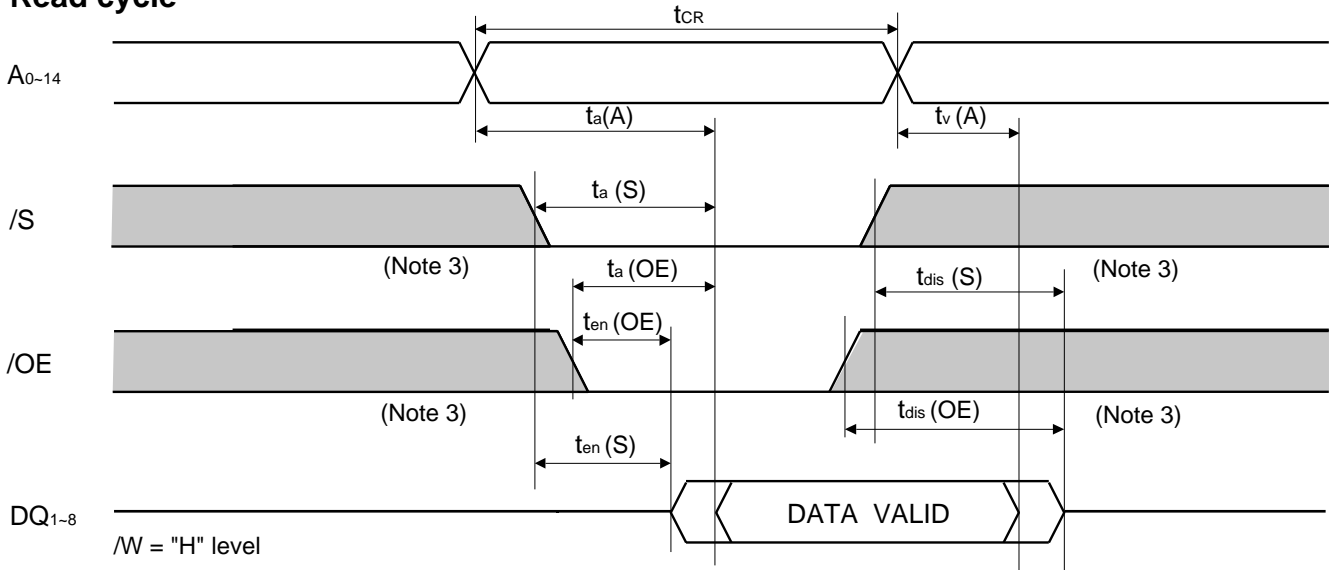 Read cycle
tCR
A0~14
ta(A)
tv (A)
/S
ta (S)
(Note 3)
ta (OE)
tdis (S)
(Note 3)
ten (OE)
/OE
(Note 3)
tdis (OE)
(Note 3)
ten (S)
DQ1~8
DATA VALID
/W = "H" level